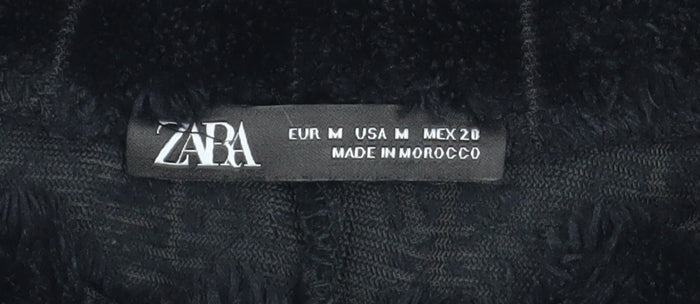 ZARA
EUR M USA M MEX 28
MADE IN MOROCCO